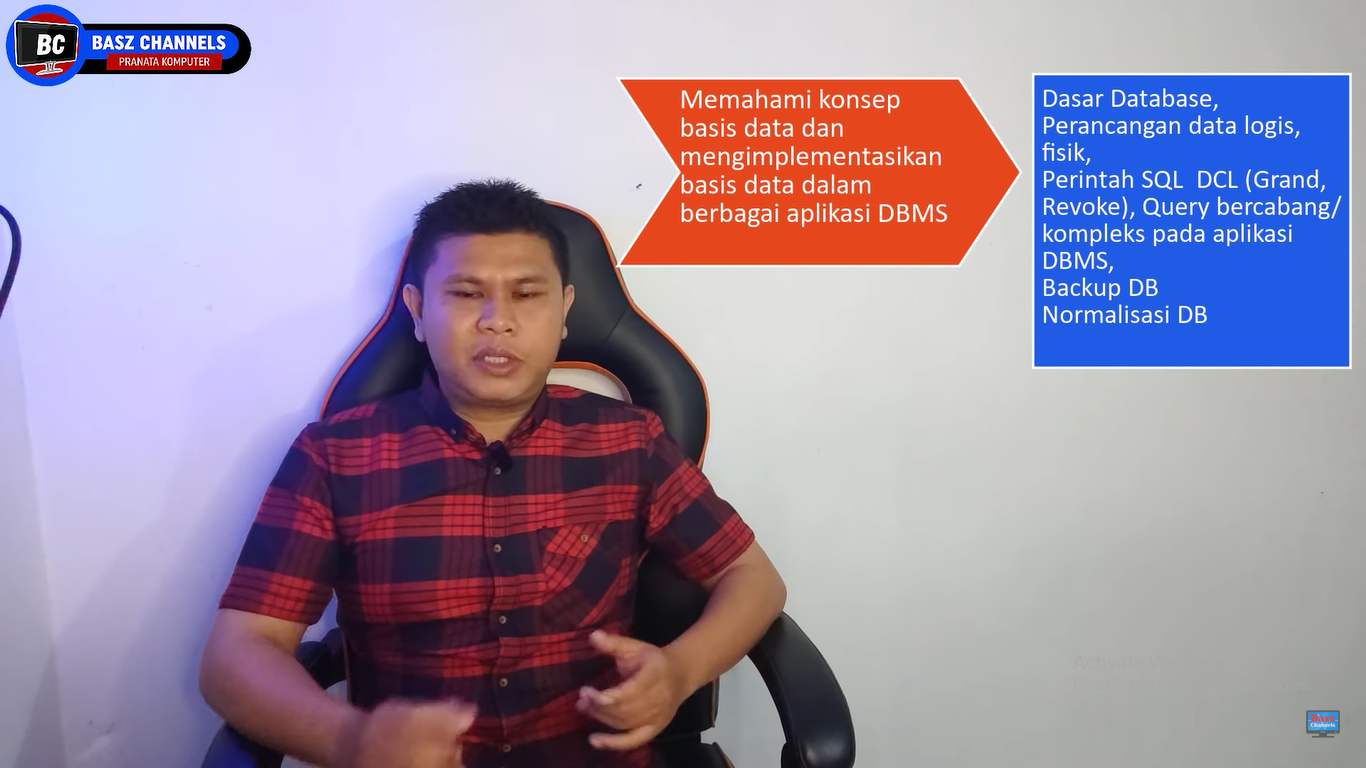 BC
BASZ CHANNELS
PRANATA KOMPUTER
Memahami konsep
basis data dan
mengimplementasikan
basis data dalam
berbagai aplikasi DBMS
Dasar Database,
Perancangan data logis,
fisik,
Perintah SQL  DCL (Grand,
Revoke), Query bercabang/
kompleks pada aplikasi
DBMS,
Backup DB
Normalisasi DB
Activate Wi